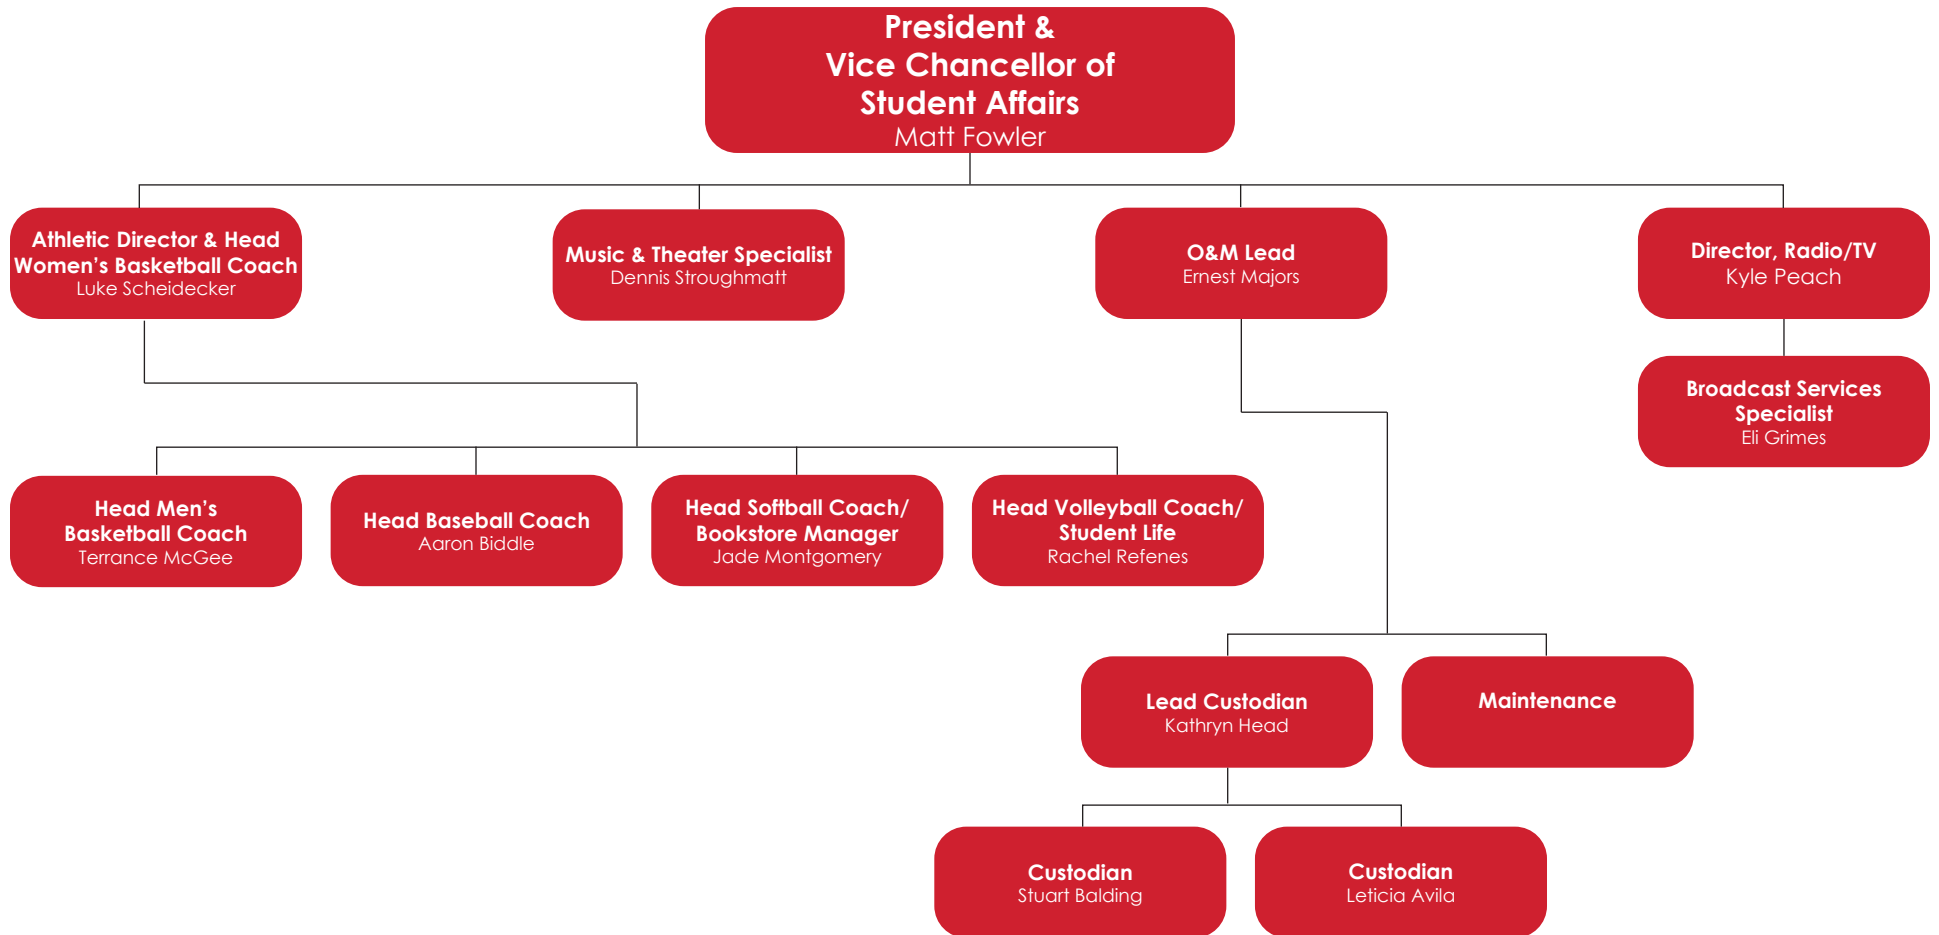 President &
Vice Chancellor of
Student Affairs
Matt Fowler
Athletic Director & Head
Women’s Basketball Coach
Luke Scheidecker
Music & Theater Specialist
Dennis Stroughmatt
O&M Lead
Ernest Majors
Director, Radio/TV
Kyle Peach
Broadcast Services
Specialist
Eli Grimes
Head Men’s
Basketball Coach
Terrance McGee
Head Baseball Coach
Aaron Biddle
Head Softball Coach/
Bookstore Manager
Jade Montgomery
Head Volleyball Coach/
Student Life
Rachel Refenes
Lead Custodian
Kathryn Head
Maintenance
Custodian
Stuart Balding
Custodian
Leticia Avila